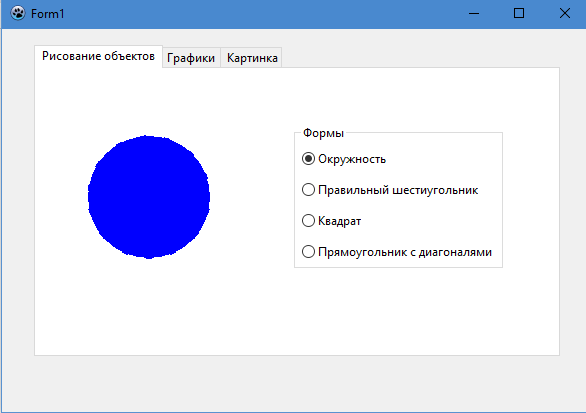 Form1
Рисование объектов Графики Картинка
Формы
Окружность
Правильный шестиугольник
Квадрат
Прямоугольник с диагоналями